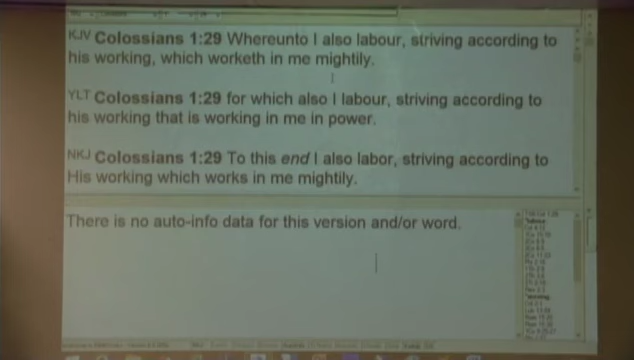 KJV Colossians 1:29 Whereunto I also labour, striving according to
his working, which worketh in me mightily.
YLT Colossians 1:29 for which also I labour, striving according to
his working that is working in me in power.
NKJ Colossians 1:29 To this end I also labor, striving according to
His working which works in me mightily.
There is no auto-info data for this version and/or word.